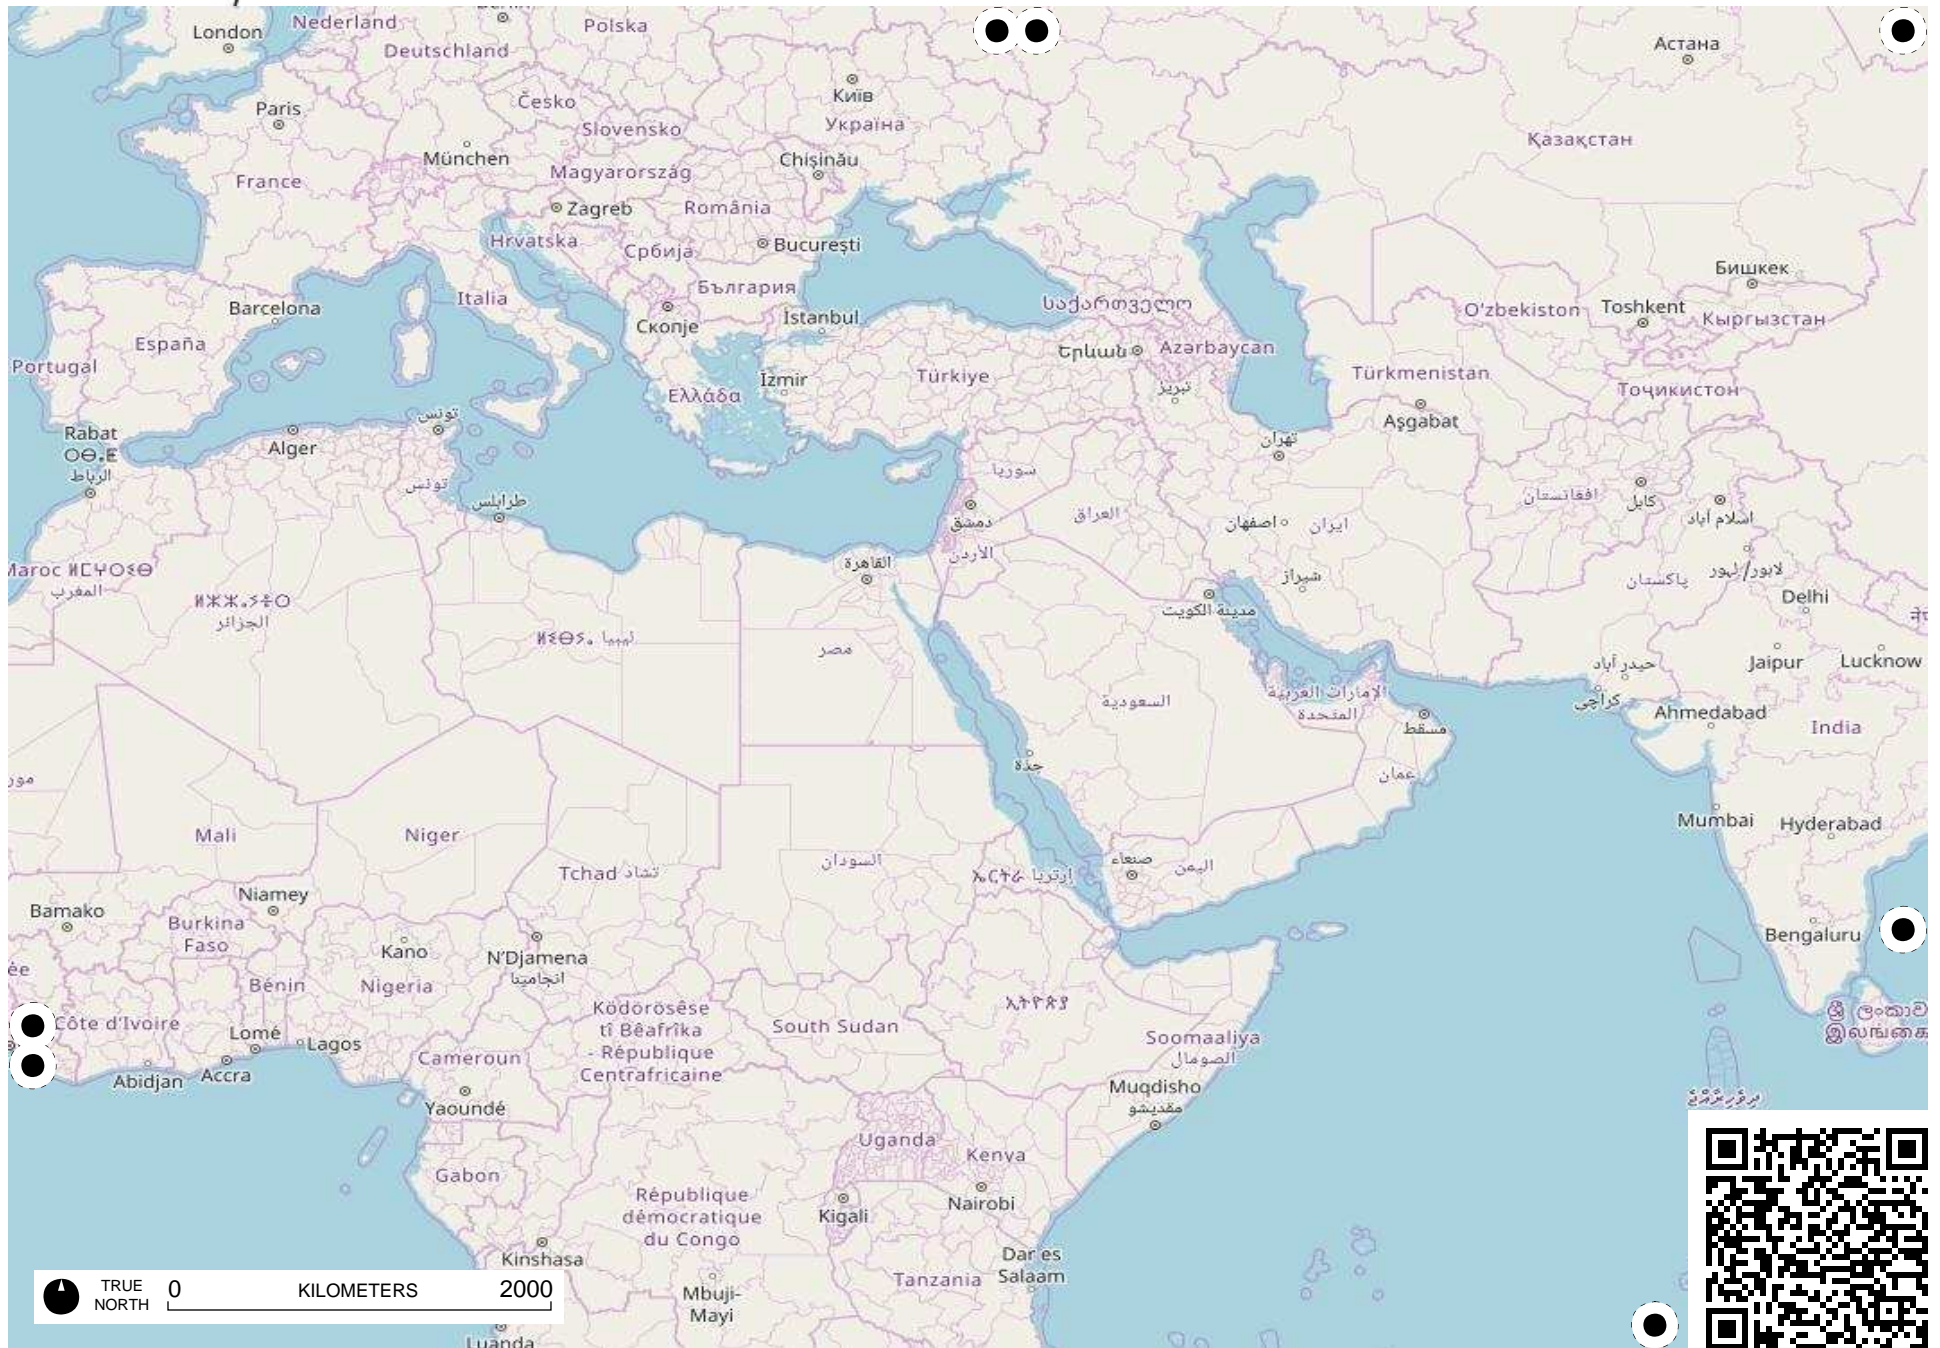 London
Nederland
Deutschland
Polska
Астана
Paris
Česko
Київ
Україна
Slovensko
München
Chișinău
Қазақстан
France
Magyarország
Zagreb
România
Hrvatska
Србија
București
Бишкек
България
Italia
Barcelona
Скопје
İstanbul
საქართველო
O'zbekiston
Toshkent
Кыргызстан
España
Portugal
Երևան
Azərbaycan
İzmir
Türkiye
تبریز
Türkmenistan
Тоҷикистон
Ελλάδα
تونس
Aşgabat
Rabat
ⵔⴱⴰⵟ
الرباط
Alger
تهران
سوريا
تونس
طرابلس
افغانستان
کابل
دمشق
العراق
اصفهان
ایران
اسلام آباد
الأردن
القاهرة
Maroc ⵍⵎⵖⵔⵉⴱ
المغرب
شیراز
پاکستان
لاہور/لہور
Delhi
ⵍⵣⵣⴰⵢⴻⵔ
الجزائر
مدينة الكويت
ⵍⵉⴱⵢⴰ ليبيا
مصر
حیدر آباد
Jaipur
Lucknow
السعودية
الإمارات العربية
المتحدة
کراچی
Ahmedabad
India
مسقط
جدة
عمان
مور
Mali
Niger
Mumbai
Hyderabad
Tchad تشاد
السودان
ኤርትራ إرتريا
صنعاء
اليمن
Niamey
Bamako
Burkina
Faso
Kano
N'Djamena
انجامينا
Bengaluru
ée
Bénin
Nigeria
Ködörösêse
tî Bêafrîka
- République
Centrafricaine
ኢትዮጵያ
South Sudan
Côte d'Ivoire
Lomé
Lagos
Cameroun
Soomaaliya
الصومال
Abidjan
Accra
Muqdisho
مقديشو
Yaoundé
Uganda
Kenya
Gabon
République
démocratique
du Congo
Kigali
Nairobi
Kinshasa
Dar es
Salaam
Tanzania
Mbuji-
Mayi
TRUE
NORTH
0 KILOMETERS 2000
Luanda